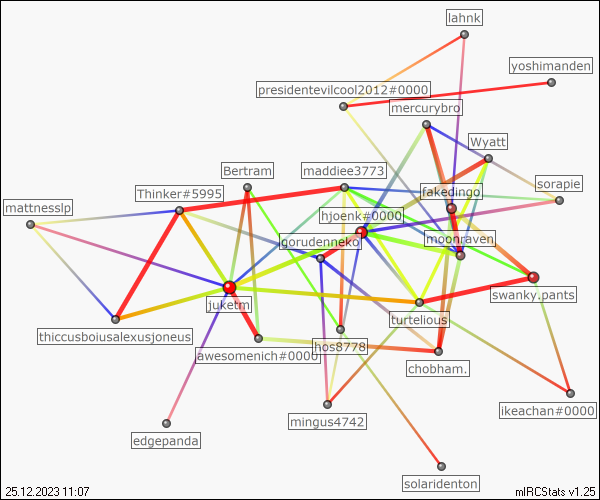 lahnk
yoshimanden
presidentevilcool2012#0000
mercurybro
Wyatt
Bertram
maddiee3773
Thinker#5995
fakedingo
sorapie
mattnesslp
hjoenk#0000
gorudeneko
moonraven
juketm
swanky.pants
turtelious
thiccusboiusalexusjoneus
awesomenich#0000
hos8778
chobham.
mingus4742
ikeachan#0000
edgepanda
solaridenton
25.12.2023 11:07
mIRCStats v1.25